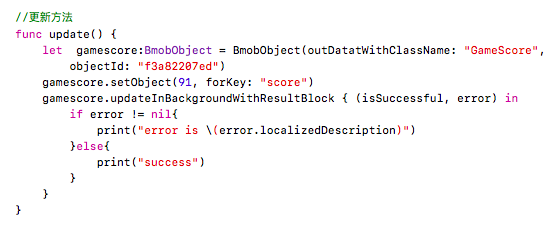 //更新方法
func update() {
let  gamescore:BmobObject = BmobObject(outDatatWithClassName: "GameScore",
objectId: "f3a82207ed")
gamescore.setObject(91, forKey: "score")
gamescore.updateInBackgroundWithResultBlock { (isSuccessful, error) in
if error != nil{
print("error is \(error.localizedDescription)")
}else{
print("success")
}
}
}